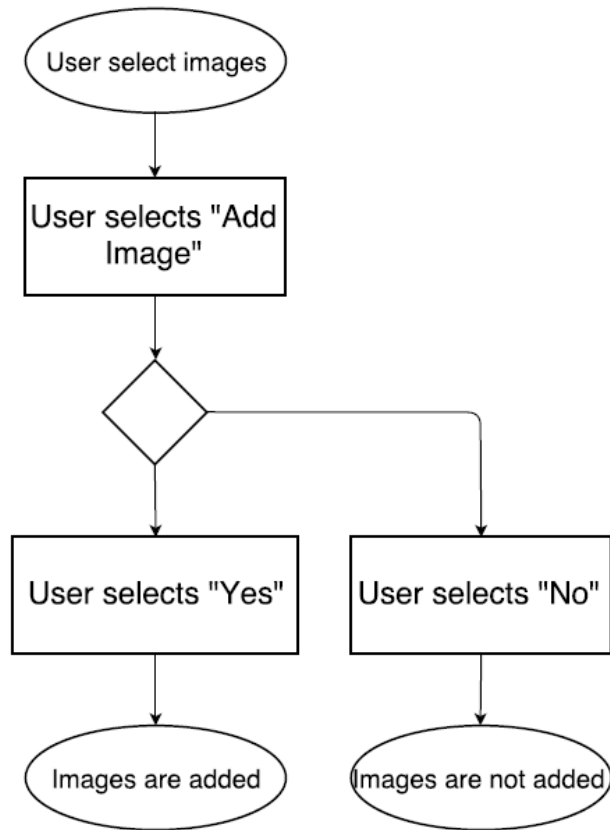 User select images
User selects "Add
Image"
User selects "Yes"
User selects "No"
Images are added
Images are not added